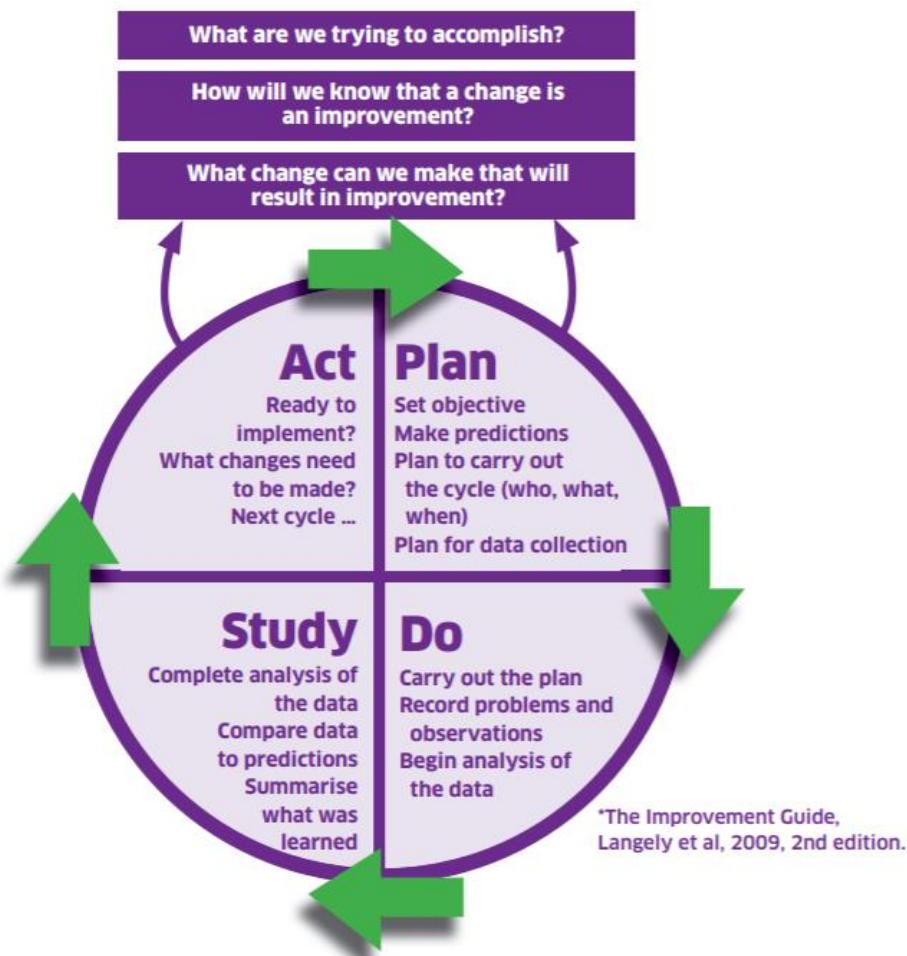 What are we trying to accomplish?
How will we know that a change is
an improvement?
What change can we make that will
result in improvement?
Act
Ready to
implement?
What changes need
to be made?
Next cycle ...
Plan
Set objective
Make predictions
Plan to carry out
the cycle (who, what,
when)
Plan for data collection
Study
Complete analysis of
the data
Compare data
to predictions
Summarise
what was
learned
Do
Carry out the plan
Record problems and
observations
Begin analysis of
the data
*The Improvement Guide,
Langely et al, 2009, 2nd edition.